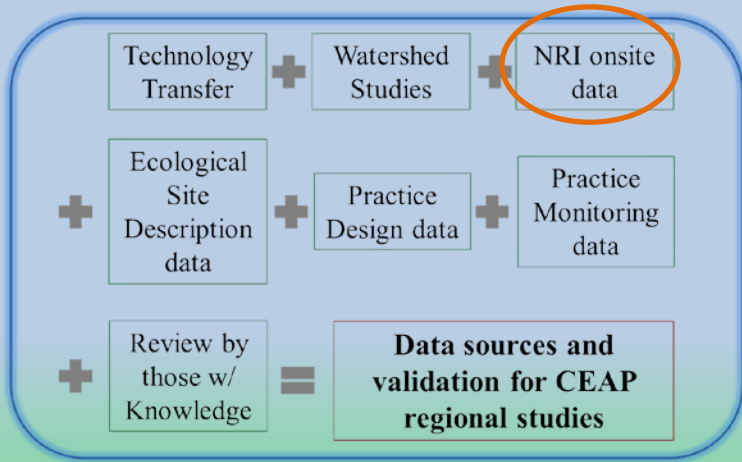 Technology
Transfer
Watershed
Studies
NRI onsite
data
Ecological
Site
Description
data
Practice
Design data
Practice
Monitoring
data
Review by
those w/
Knowledge
Data sources and
validation for CEAP
regional studies